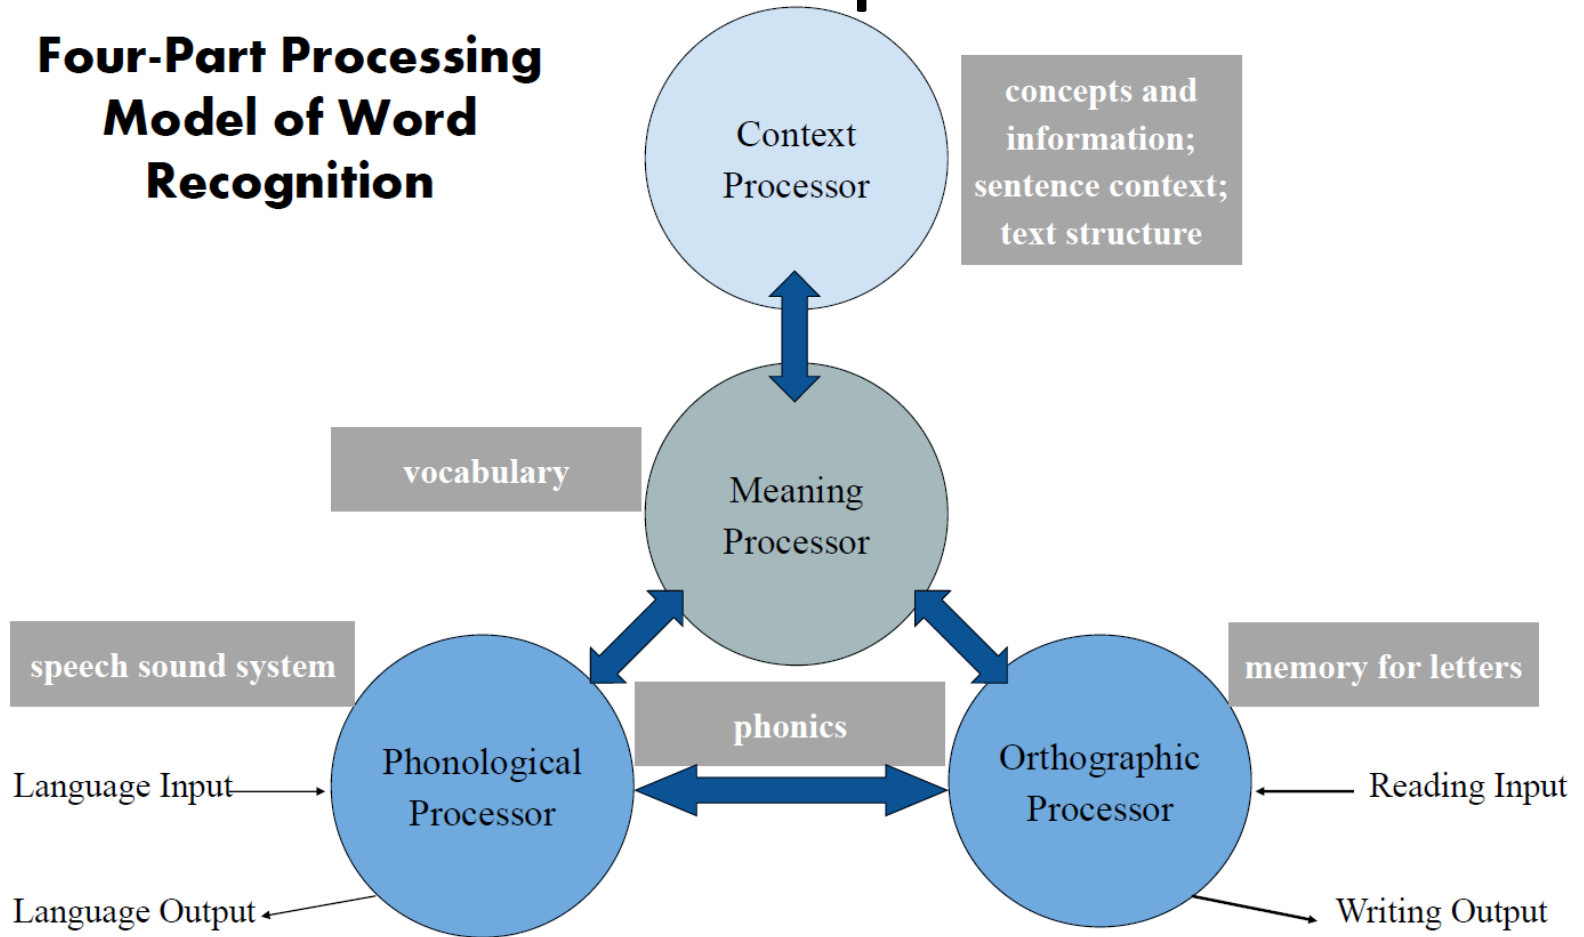 Four-Part Processing
Model of Word
Recognition
Context
Processor
concepts and
information;
sentence context;
text structure
vocabulary
Meaning
Processor
speech sound system
phonics
memory for letters
Phonological
Processor
Orthographic
Processor
Language Input
Reading Input
Language Output
Writing Output